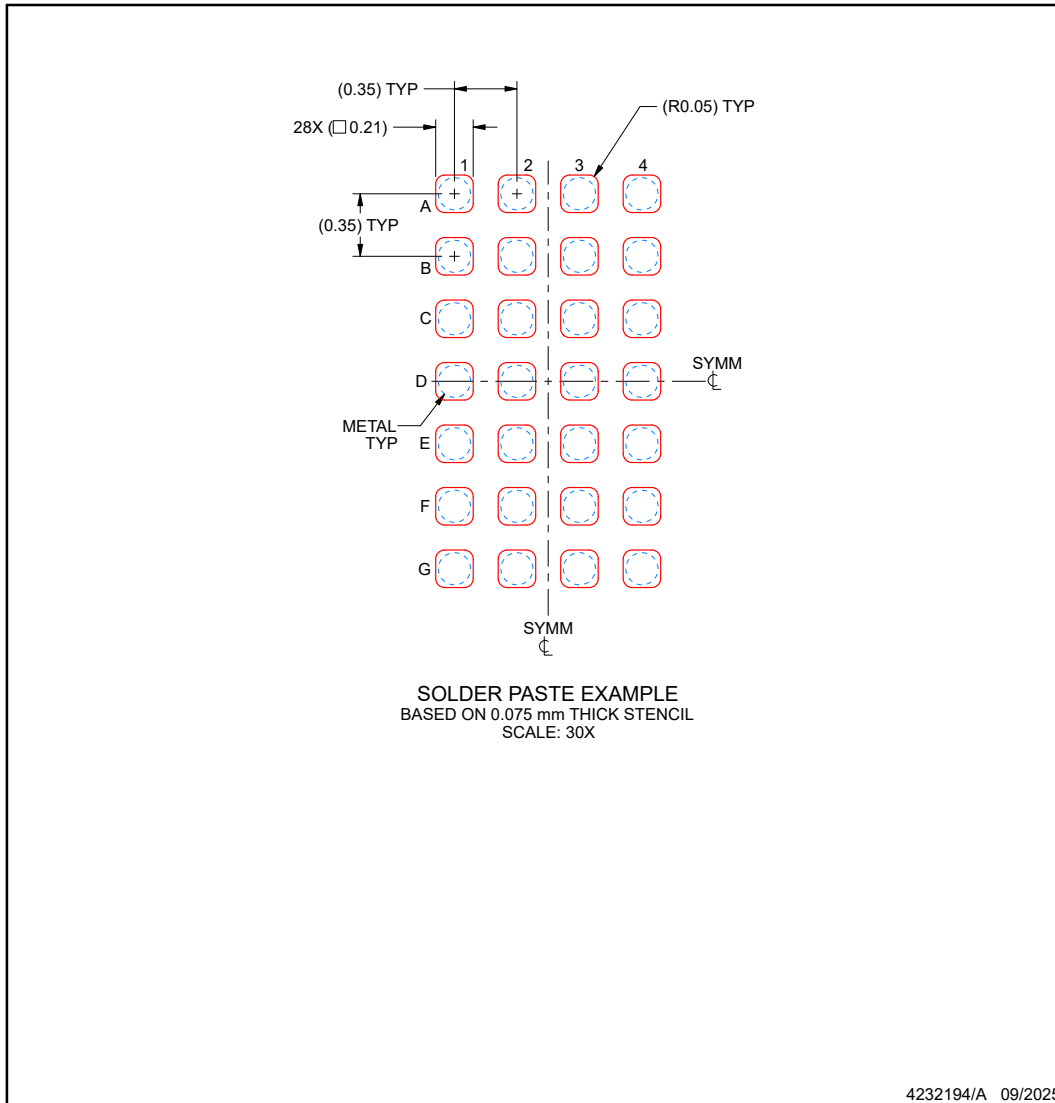 (0.35) TYP
(R0.05) TYP
28X (□0.21)
1 2 3 4
A
(0.35) TYP
B
C
SYMM
℄
D
METAL
TYP
E
F
G
SYMM
℄
SOLDER PASTE EXAMPLE
BASED ON 0.075 mm THICK STENCIL
SCALE: 30X
4232194/A 09/2025